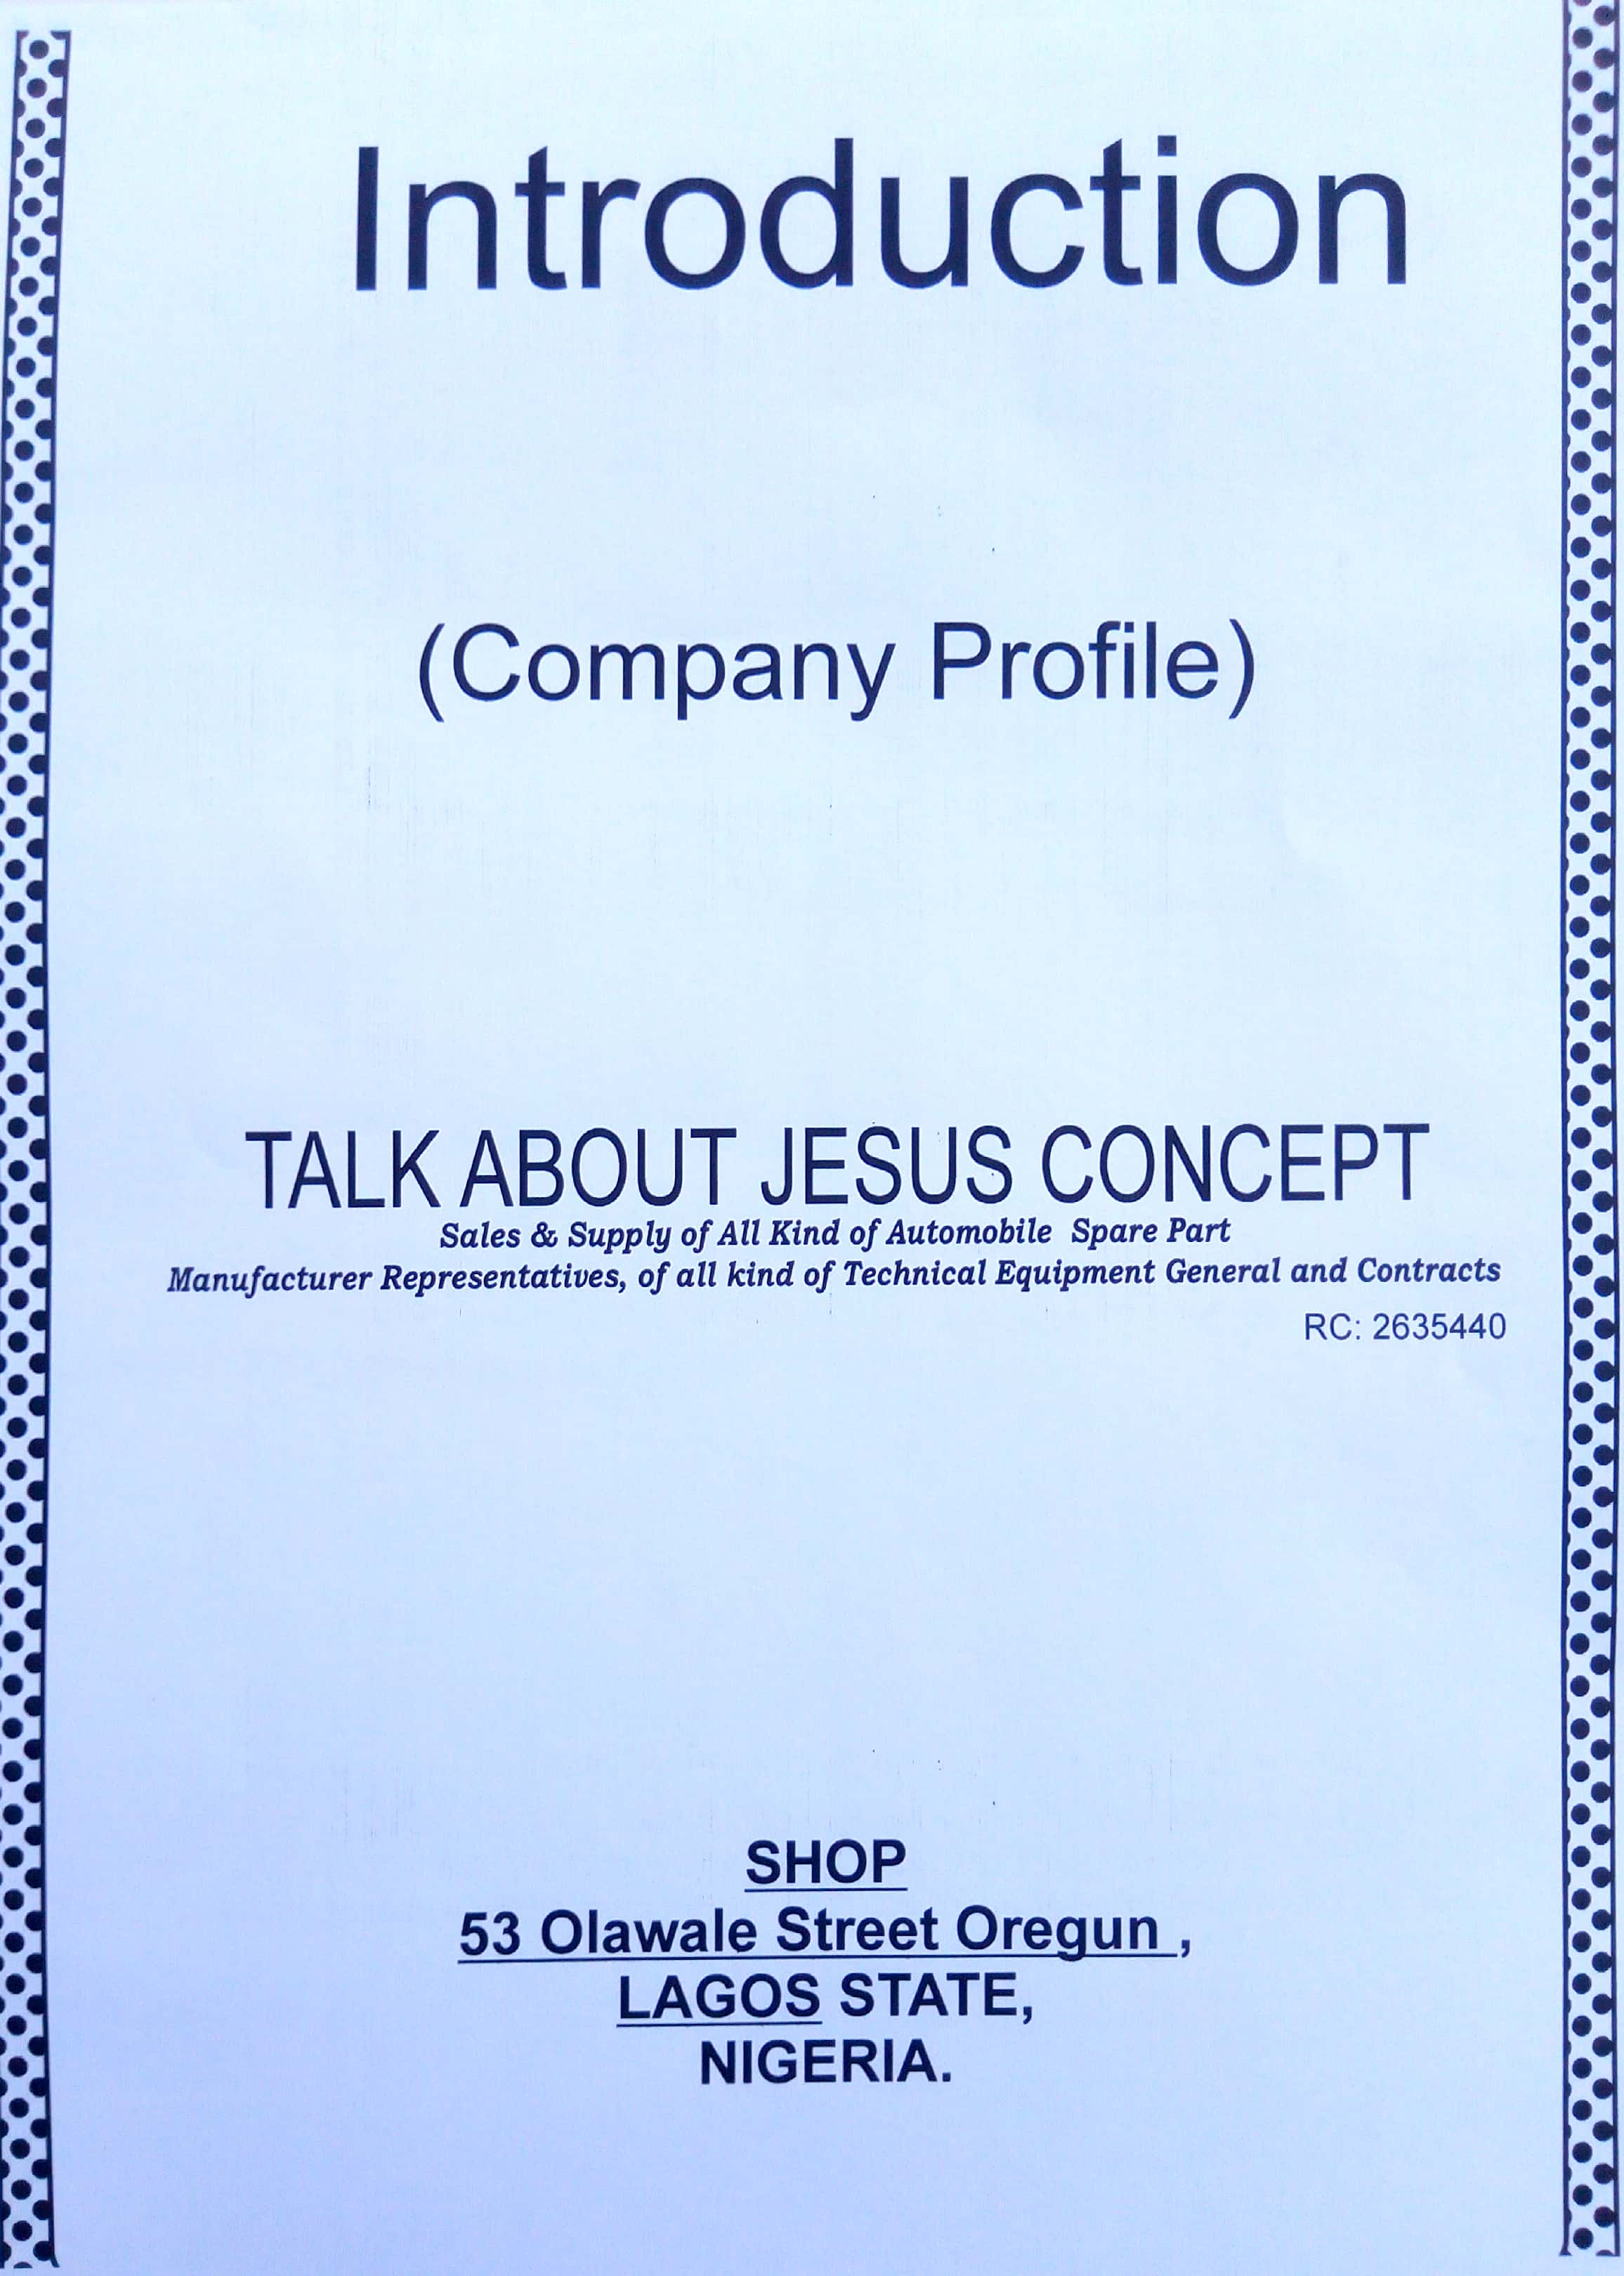 Introduction
(Company Profile)
TALK ABOUT JESUS CONCEPT
Sales & Supply of All Kind of Automobile Spare Part
Manufacturer Representatives, of all kind of Technical Equipment General and Contracts
RC: 2635440
SHOP
53 Olawale Street Oregun ,
LAGOS STATE,
NIGERIA.